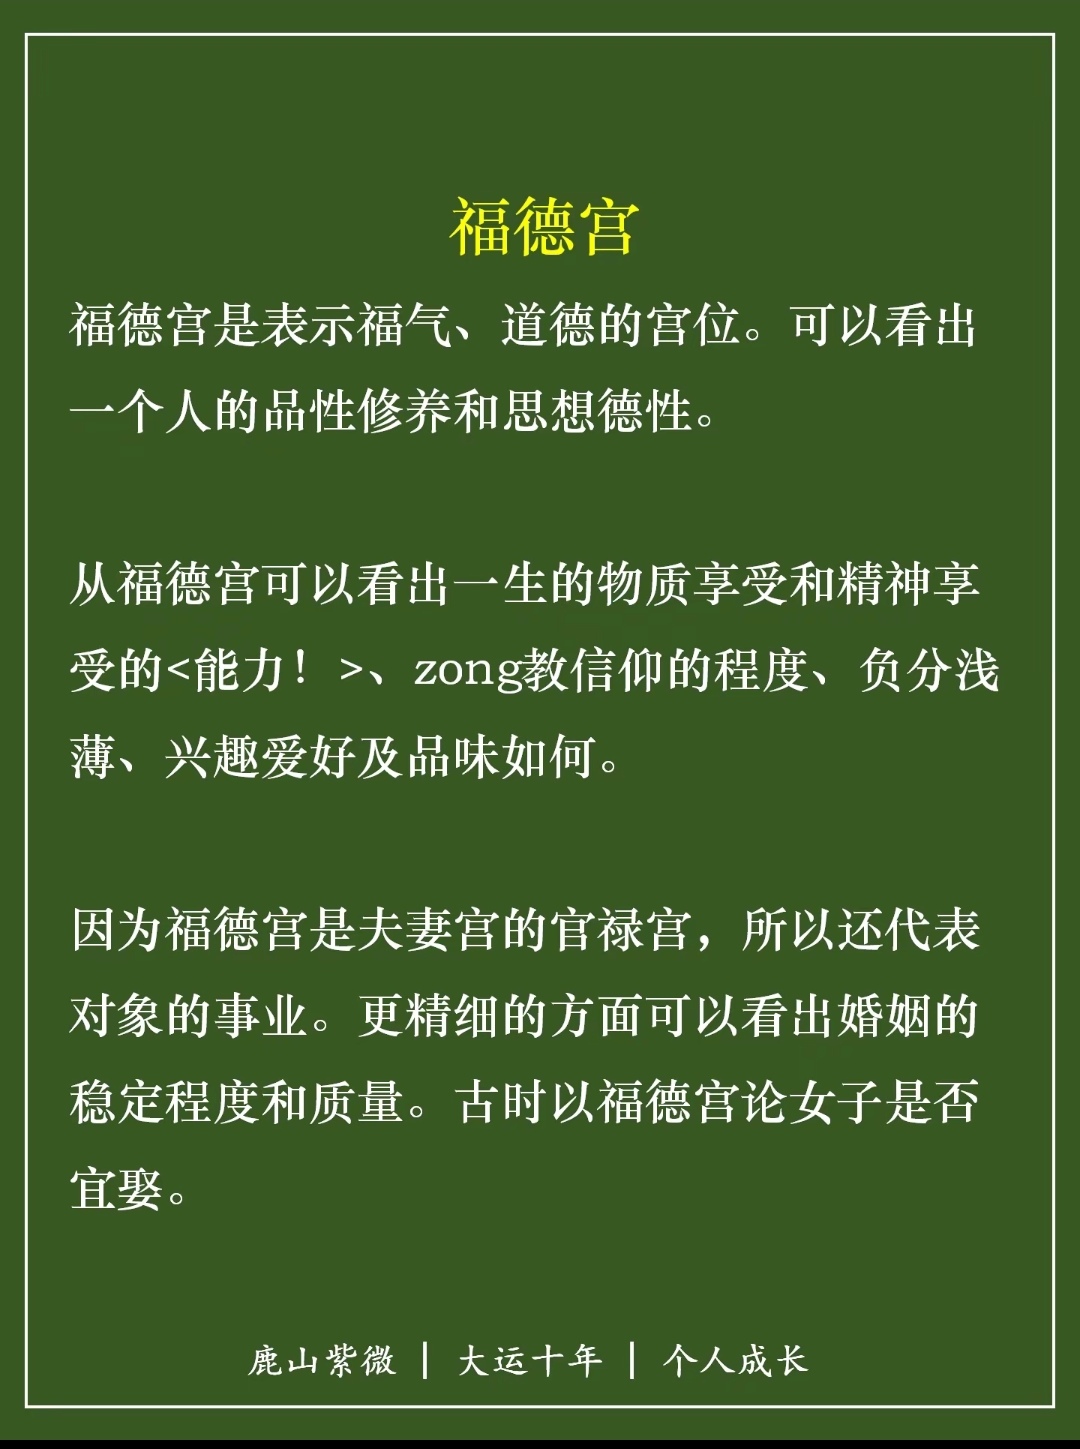 福德宫
福德宫是表示福气、道德的宫位。可以看出
一个人的品性修养和思想德性。
从福德宫可以看出一生的物质享受和精神享
受的<能力！>、zong教信仰的程度、负分浅
薄、兴趣爱好及品味如何。
因为福德宫是夫妻宫的官禄宫，所以还代表
对象的事业。更精细的方面可以看出婚姻的
稳定程度和质量。古时以福德宫论女子是否
宜娶。
鹿山紫微 | 大运十年 | 个人成长